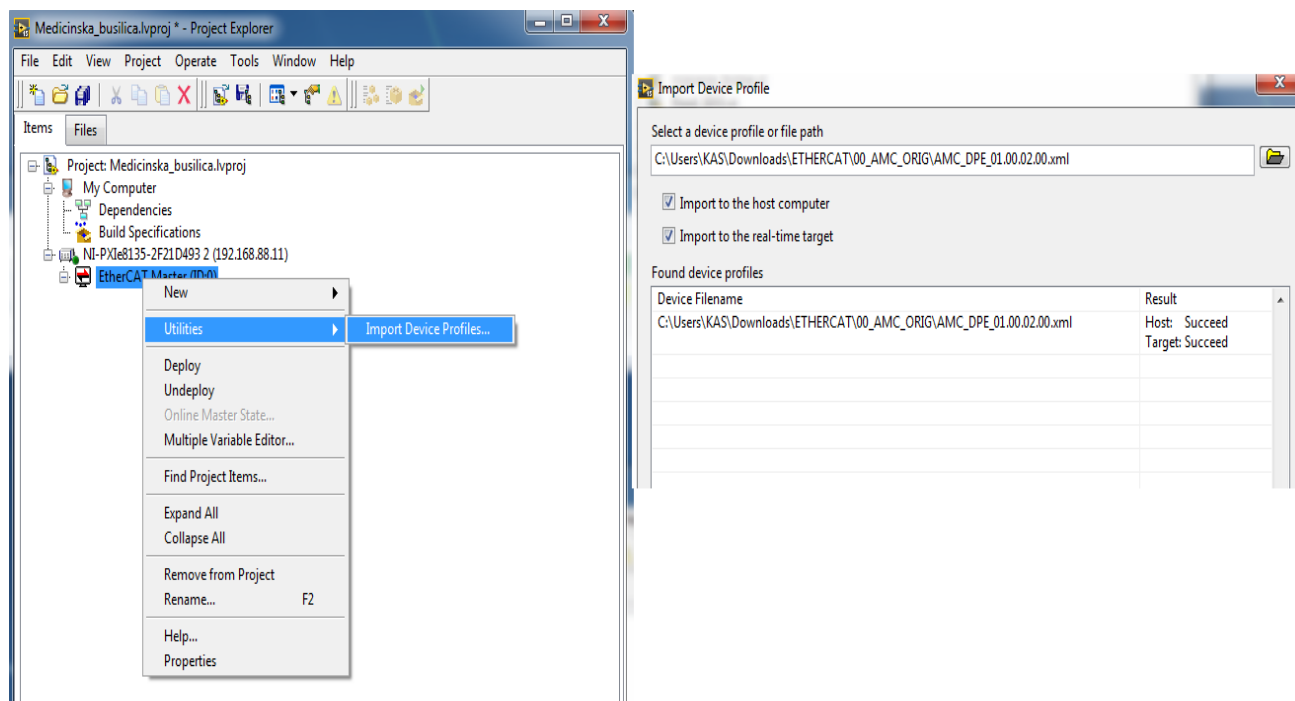 Medicinska_busilica.lvproj * - Project Explorer
File Edit View Project Operate Tools Window Help
Items Files
Project: Medicinska_busilica.lvproj
My Computer
Dependencies
Build Specifications
NI-PXIe8135-2F21D493 2 (192.168.88.11)
EtherCAT Master (ID:0)
New
Utilities
Import Device Profiles...
Deploy
Undeploy
Online Master State...
Multiple Variable Editor...
Find Project Items...
Expand All
Collapse All
Remove from Project
Rename... F2
Help...
Properties
Import Device Profile
Select a device profile or file path
C:\Users\KAS\Downloads\ETHERCAT\00_AMC_ORIG\AMC_DPE_01.00.02.00.xml
Import to the host computer
Import to the real-time target
Found device profiles
Device Filename Result
C:\Users\KAS\Downloads\ETHERCAT\00_AMC_ORIG\AMC_DPE_01.00.02.00.xml Host: Succeed
Target: Succeed